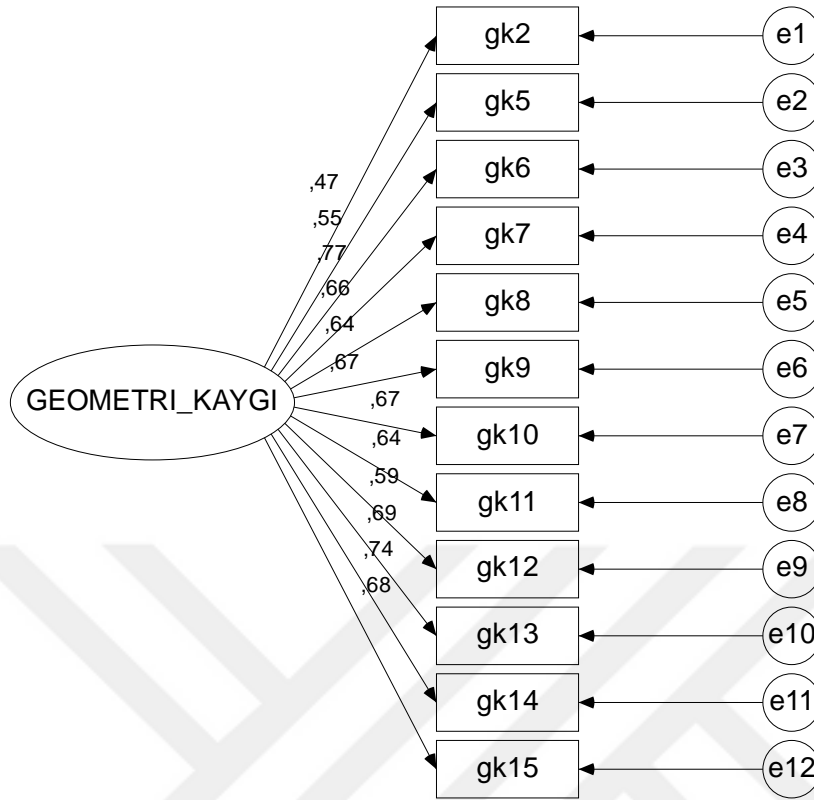 gk2
e1
gk5
e2
gk6
e3
,47
,55
gk7
e4
,77
,66
gk8
e5
,64
,67
gk9
e6
GEOMETRI_KAYGI
,67
gk10
e7
,64
,59
gk11
e8
,69
,74
gk12
e9
,68
gk13
e10
gk14
e11
gk15
e12